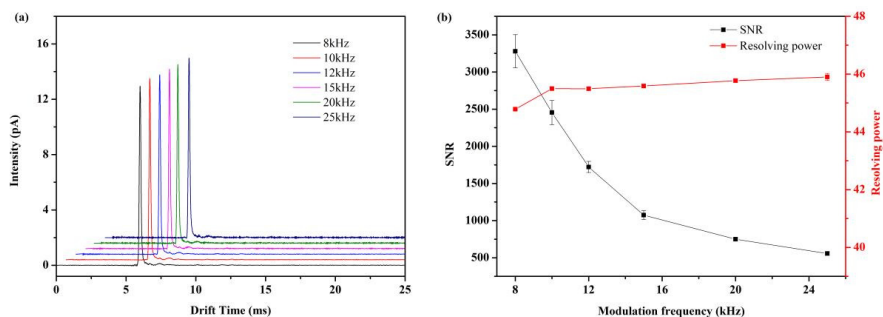 (a)
16
12
8
4
0
Intensity (pA)
0 5 10 15 20 25
Drift Time (ms)
8kHz
10kHz
12kHz
15kHz
20kHz
25kHz
(b)
3500
3000
2500
2000
1500
1000
500
SNR
8 12 16 20 24
Modulation frequency (kHz)
SNR
Resolving power
48
46
44
42
40
Resolving power